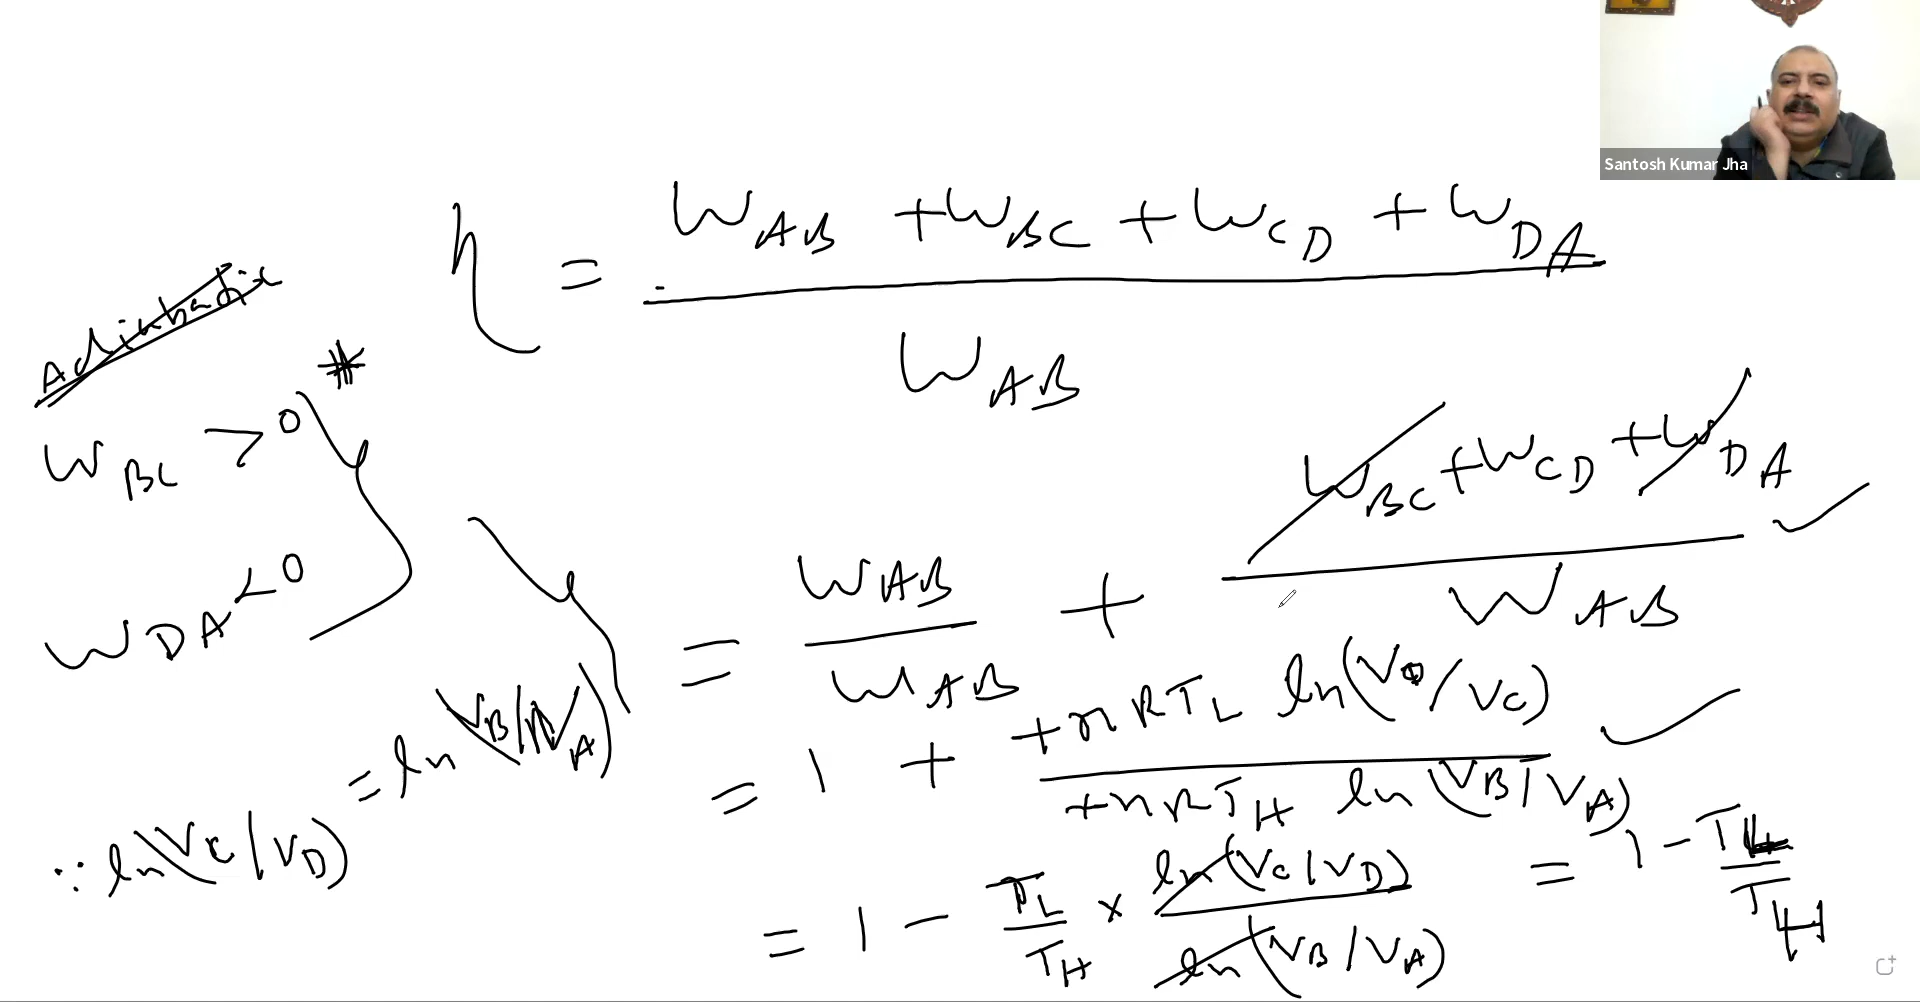 Santosh Kumar Jha
η = (W_AB + W_BC + W_CD + W_DA) / W_AB
Adiabatic
*
W_BC > 0
W_DA < 0
= W_AB / W_AB + (W_BC + W_CD + W_DA) / W_AB
= 1 + (+nRT_L ln(V_D/V_C)) / (+nRT_H ln(V_B/V_A))
∵ ln(V_C/V_D) = ln(V_B/V_A)
= 1 - T_L/T_H × ln(V_C/V_D) / ln(V_B/V_A) = 1 - T_L/T_H